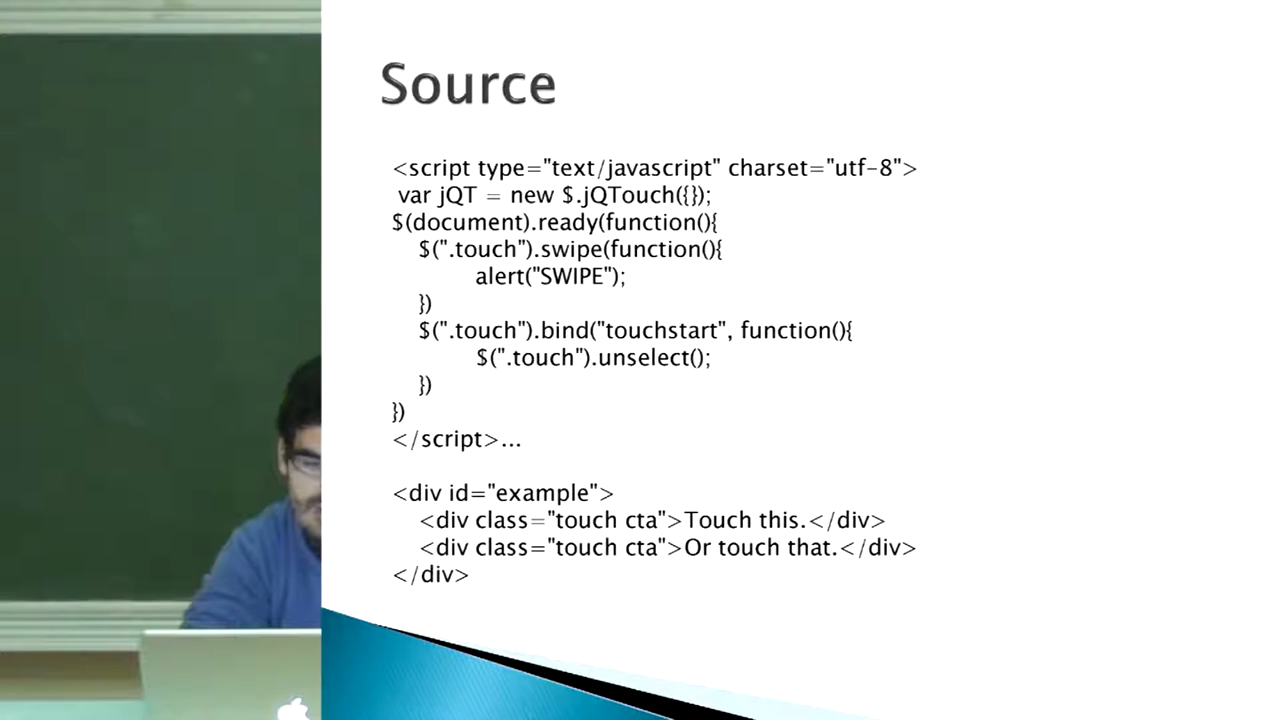 Source
<script type="text/javascript" charset="utf-8">
var jQT = new $.jQTouch({});
$(document).ready(function(){
$(".touch").swipe(function(){
alert("SWIPE");
})
$(".touch").bind("touchstart", function(){
$(".touch").unselect();
})
})
</script>...
<div id="example">
<div class="touch cta">Touch this.</div>
<div class="touch cta">Or touch that.</div>
</div>